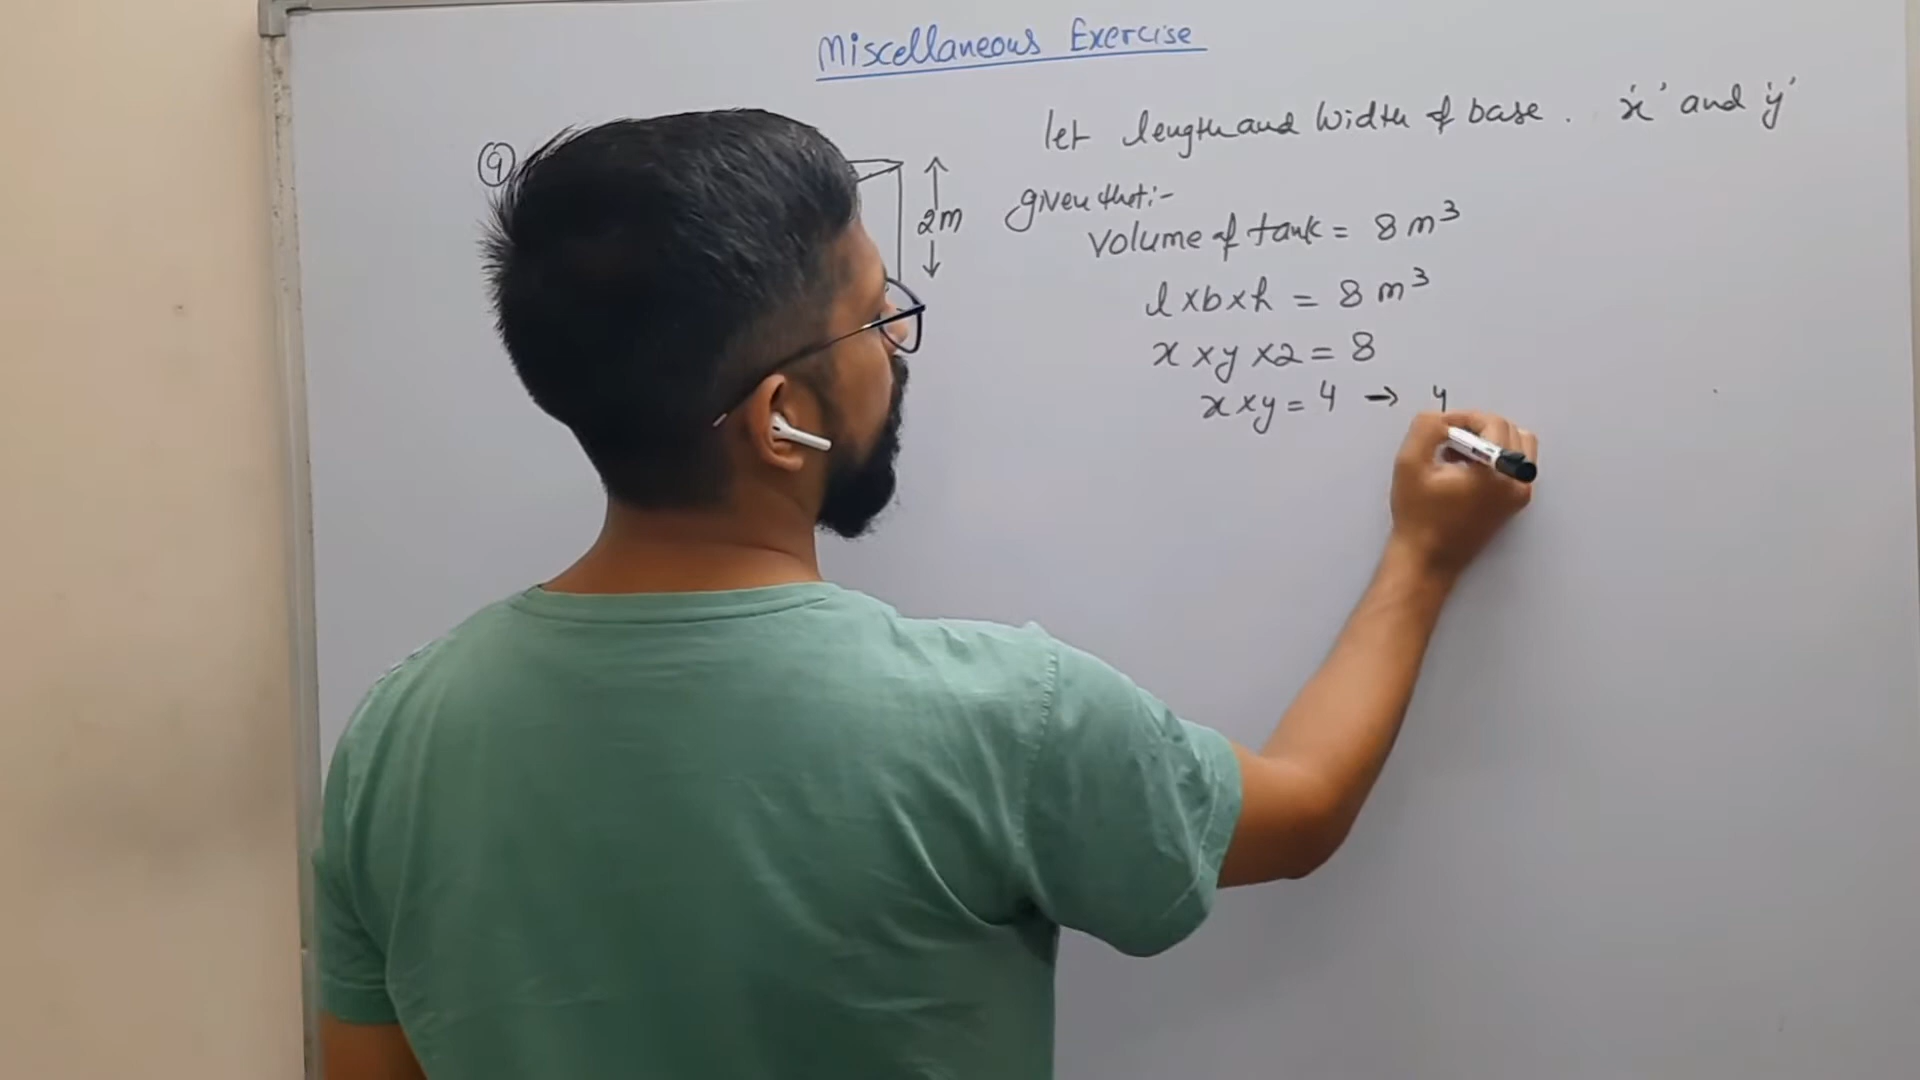 Miscellaneous Exercise
let length and width of base . 'x' and 'y'
9
2m
given that:-
Volume of tank = 8 m³
l x b x h = 8 m³
x x y x 2 = 8
x x y = 4 → y